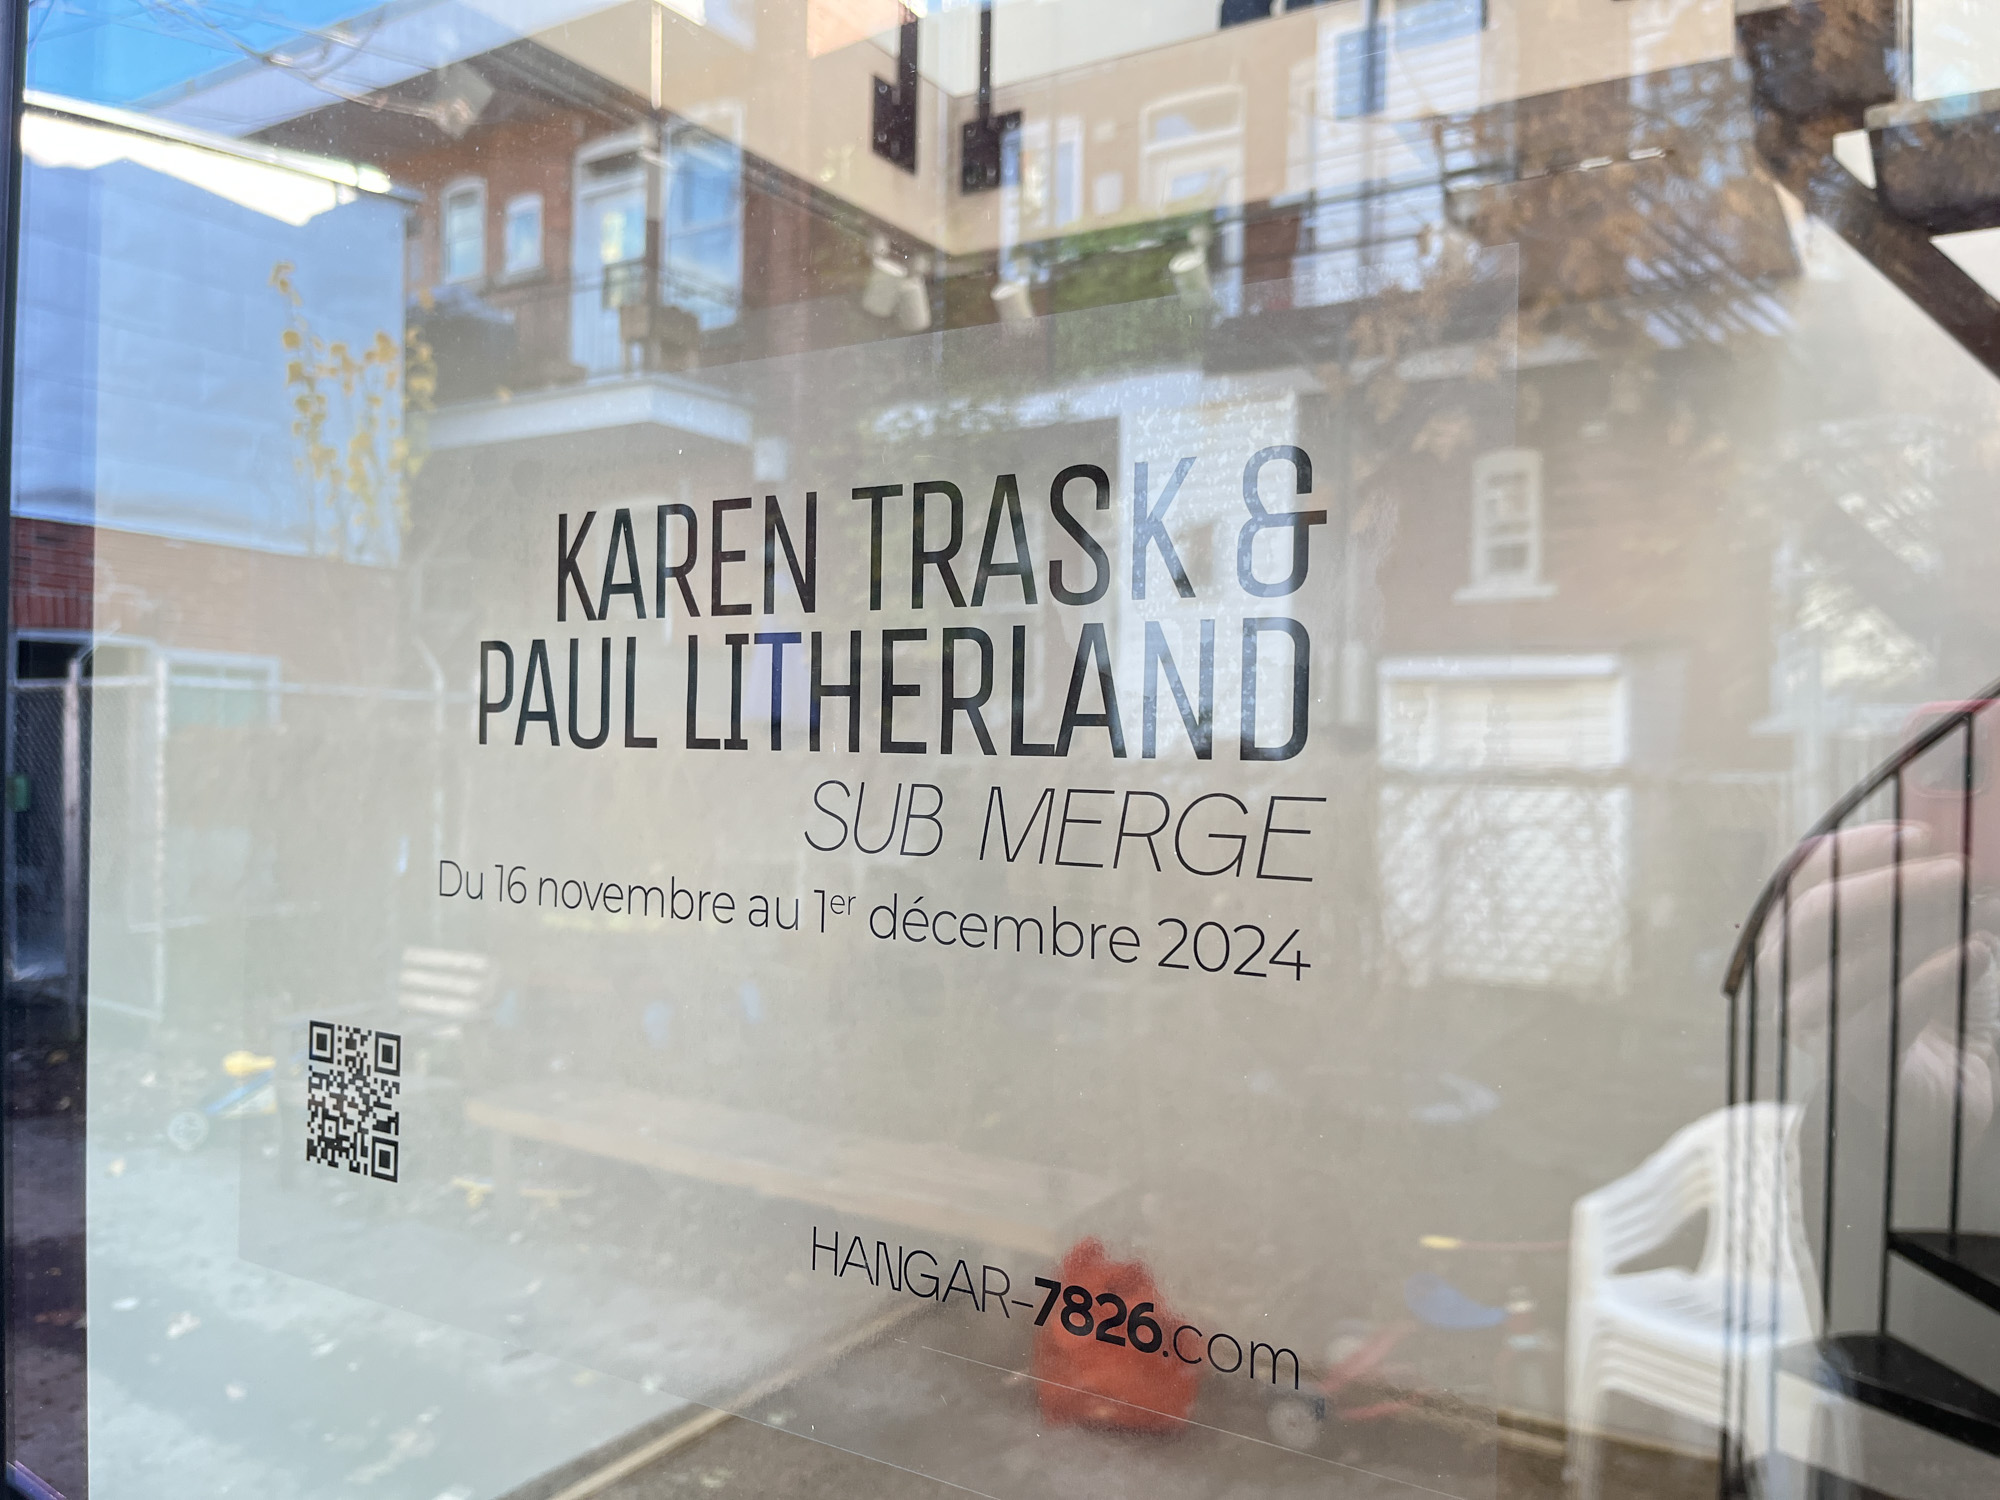 KAREN TRASK &
PAUL LITHERLAND
SUB MERGE
Du 16 novembre au 1er décembre 2024
HANGAR-7826.com